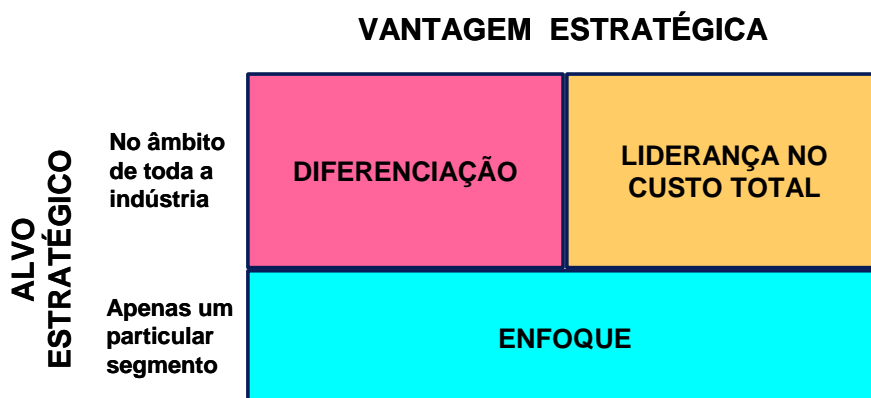 VANTAGEM ESTRATÉGICA
ALVO
ESTRATÉGICO
No âmbito
de toda a
indústria
DIFERENCIAÇÃO
LIDERANÇA NO
CUSTO TOTAL
Apenas um
particular
segmento
ENFOQUE